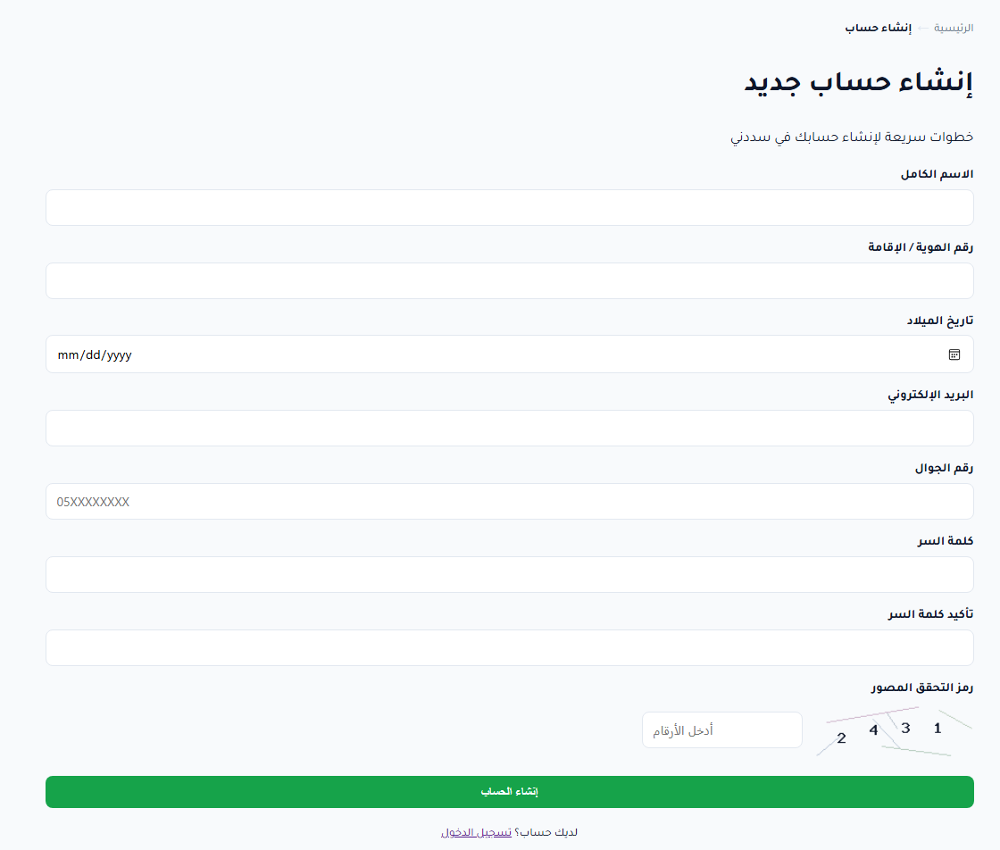 الرئيسية ← إنشاء حساب
إنشاء حساب جديد
خطوات سريعة لإنشاء حسابك في سددني
الاسم الكامل
رقم الهوية / الإقامة
تاريخ الميلاد
mm/dd/yyyy
البريد الإلكتروني
رقم الجوال
05XXXXXXXX
كلمة السر
تأكيد كلمة السر
رمز التحقق المصور
2 4 3 1
أدخل الأرقام
إنشاء الحساب
لديك حساب؟ تسجيل الدخول